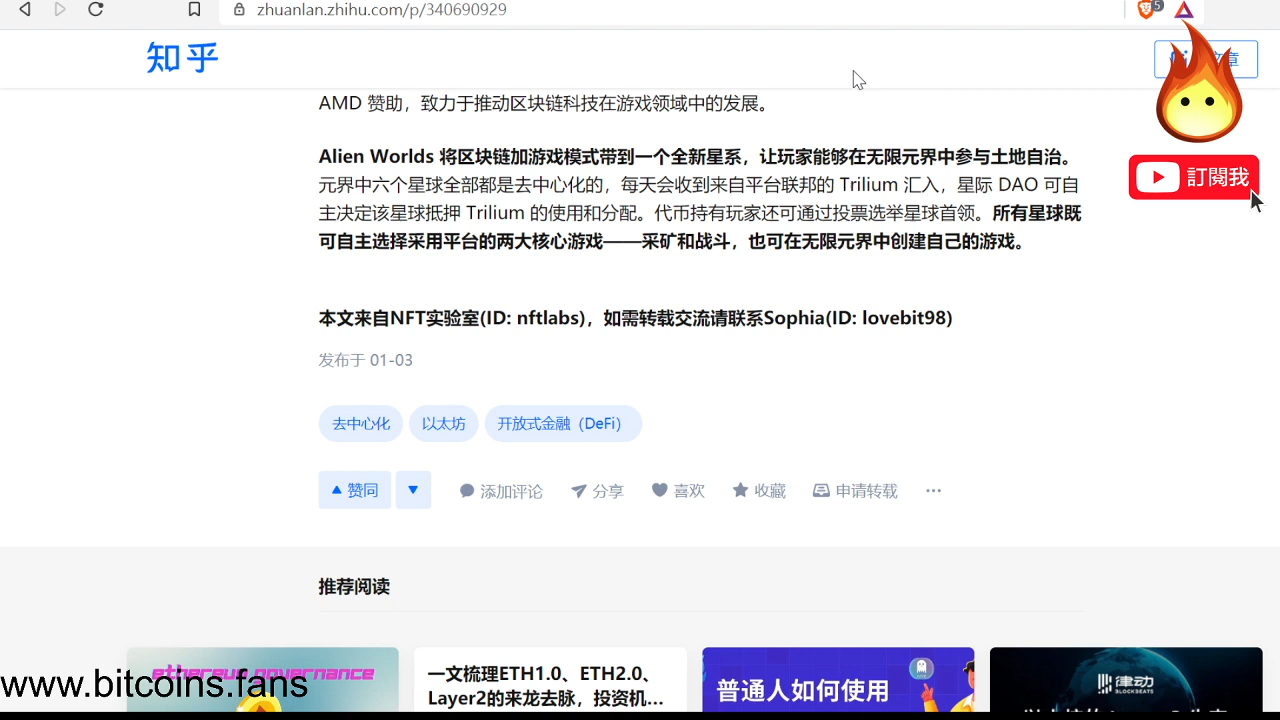 zhuanlan.zhihu.com/p/340690929
5
知乎
章
AMD 赞助，致力于推动区块链科技在游戏领域中的发展。
Alien Worlds 将区块链加游戏模式带到一个全新星系，让玩家能够在无限元界中参与土地自治。
元界中六个星球全部都是去中心化的，每天会收到来自平台联邦的 Trilium 汇入，星际 DAO 可自
主决定该星球抵押 Trilium 的使用和分配。代币持有玩家还可通过投票选举星球首领。所有星球既
可自主选择采用平台的两大核心游戏——采矿和战斗，也可在无限元界中创建自己的游戏。
訂閱我
本文来自NFT实验室(ID: nftlabs)，如需转载交流请联系Sophia(ID: lovebit98)
发布于 01-03
去中心化
以太坊
开放式金融（DeFi）
赞同
添加评论
分享
喜欢
收藏
申请转载
推荐阅读
ethereum governance
www.bitcoins.fans
一文梳理ETH1.0、ETH2.0、
Layer2的来龙去脉，投资机...
普通人如何使用
律动
BLOCKBEATS